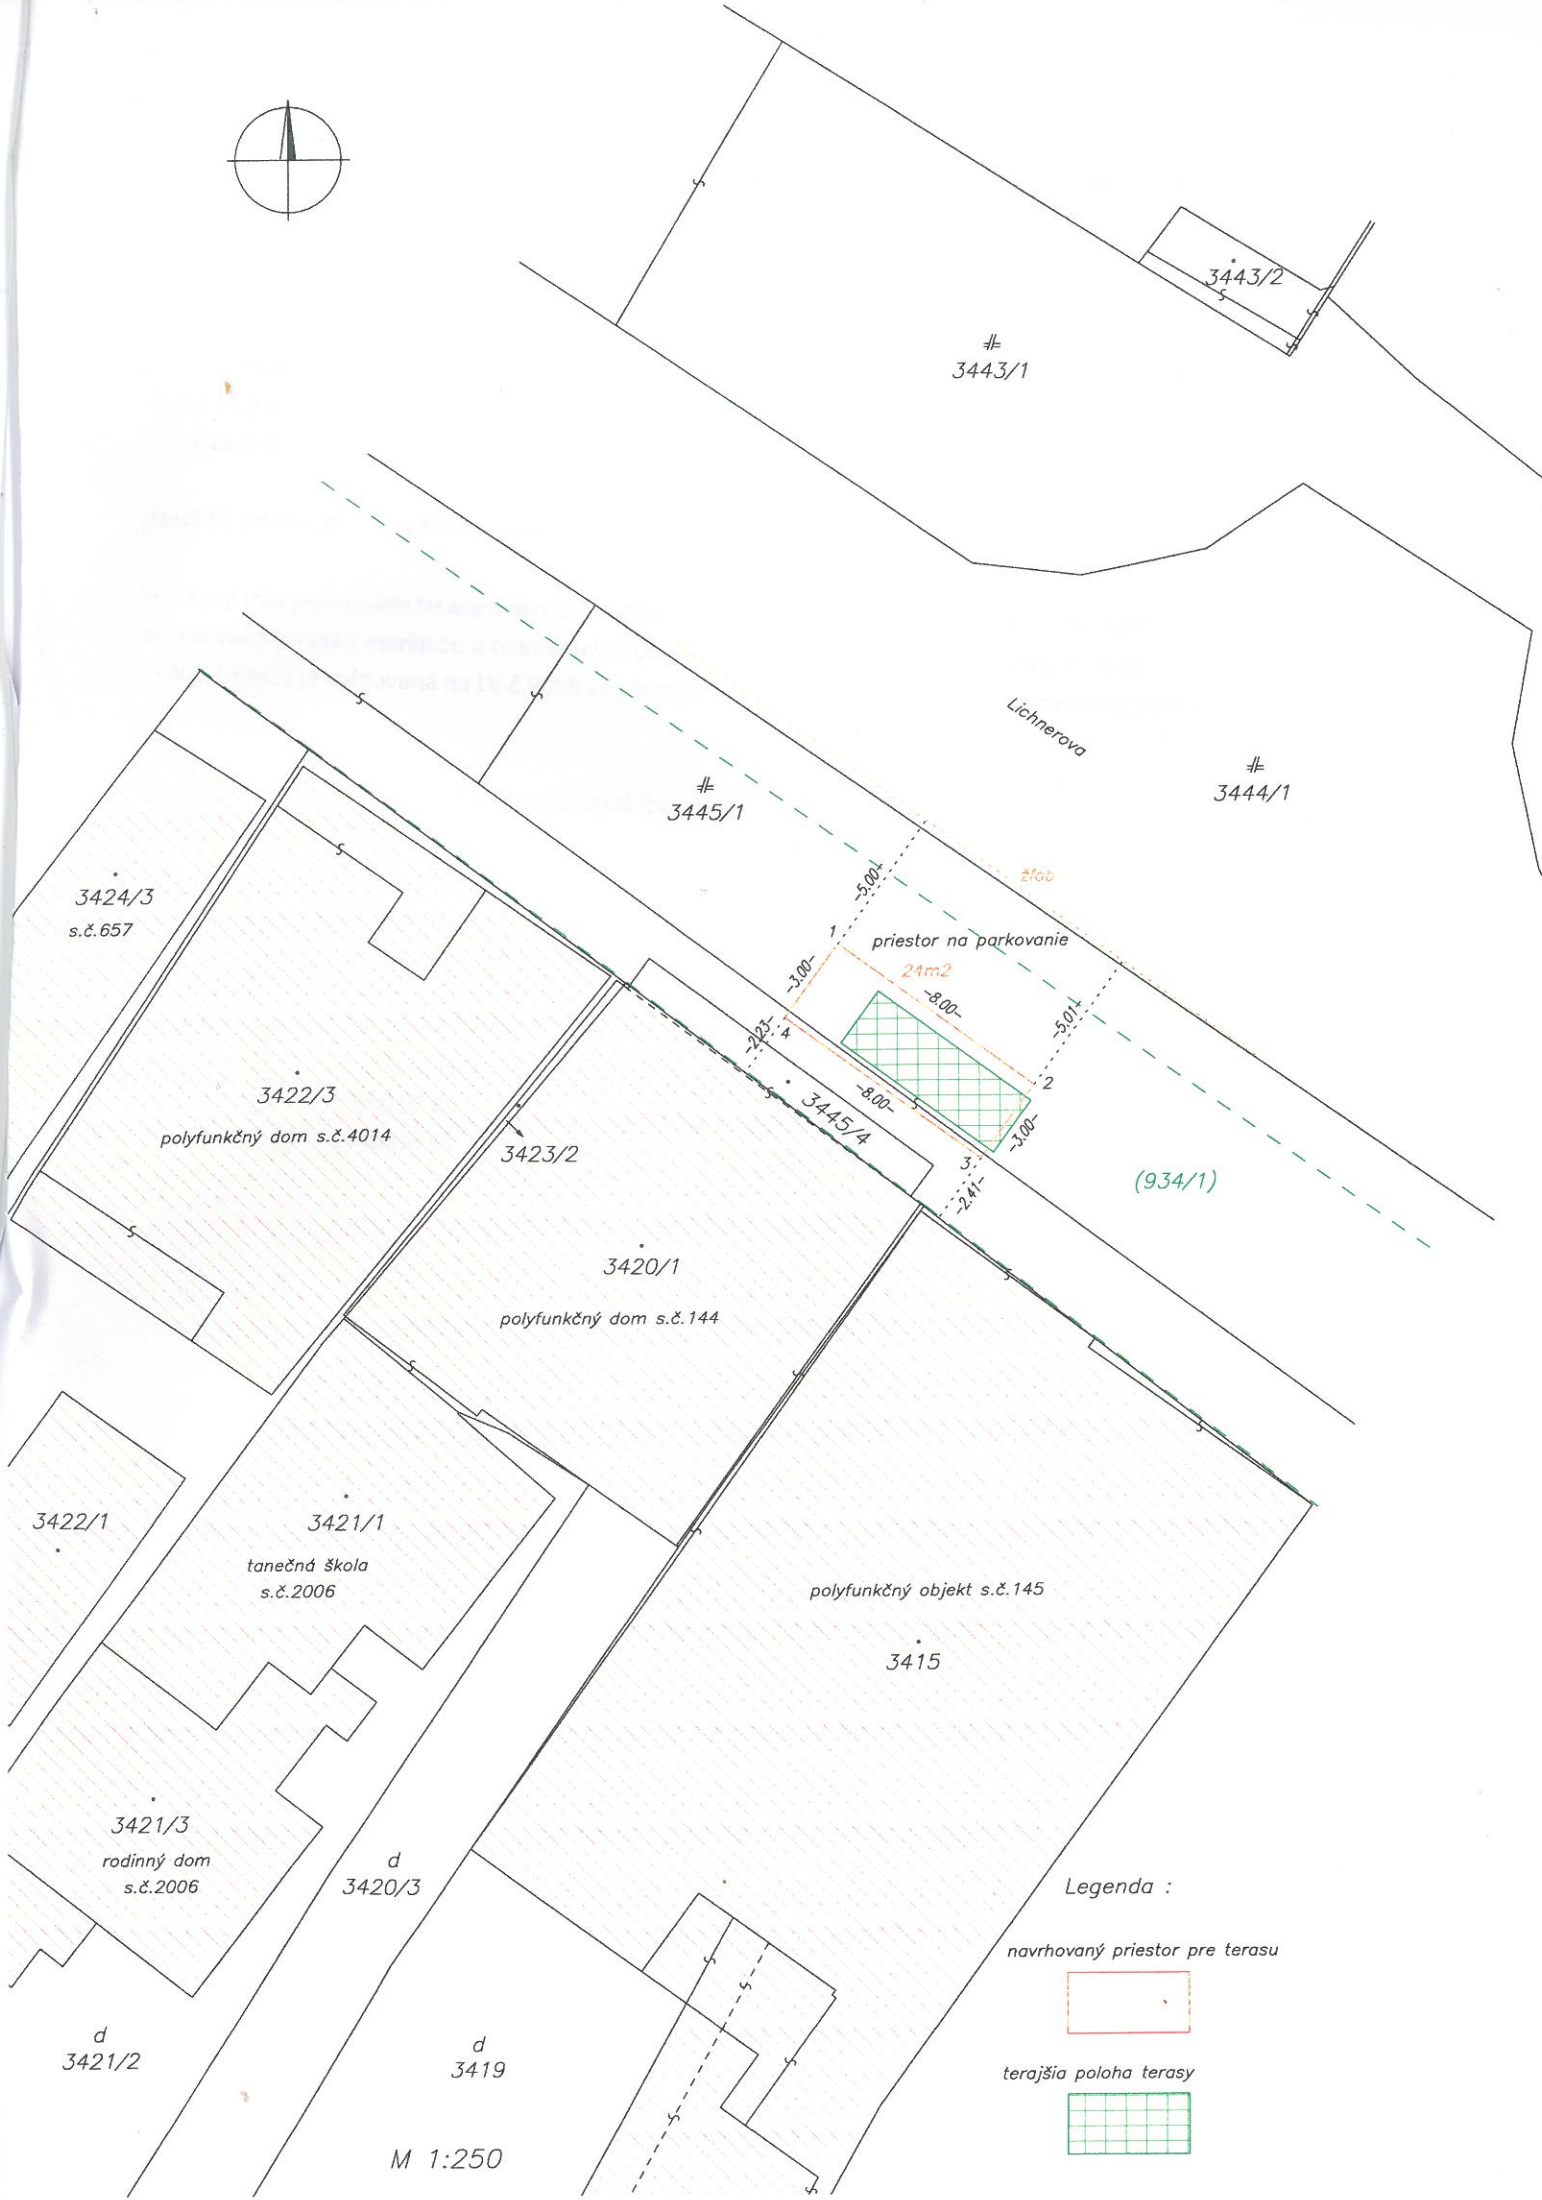 3443/2
3443/1
Lichnerova
3444/1
3445/1
žľab
-5.00-
1
priestor na parkovanie
24m2
-3.00-
-8.00-
-5.01-
-2.23-
4
2
-8.00-
3445/4
-3.00-
3
-2.41-
(934/1)
3424/3
s.č.657
3422/3
polyfunkčný dom s.č.4014
3423/2
3420/1
polyfunkčný dom s.č.144
3422/1
3421/1
tanečná škola
s.č.2006
polyfunkčný objekt s.č.145
3415
3421/3
rodinný dom
s.č.2006
d
3420/3
d
3421/2
d
3419
M 1:250
Legenda :
navrhovaný priestor pre terasu
terajšia poloha terasy